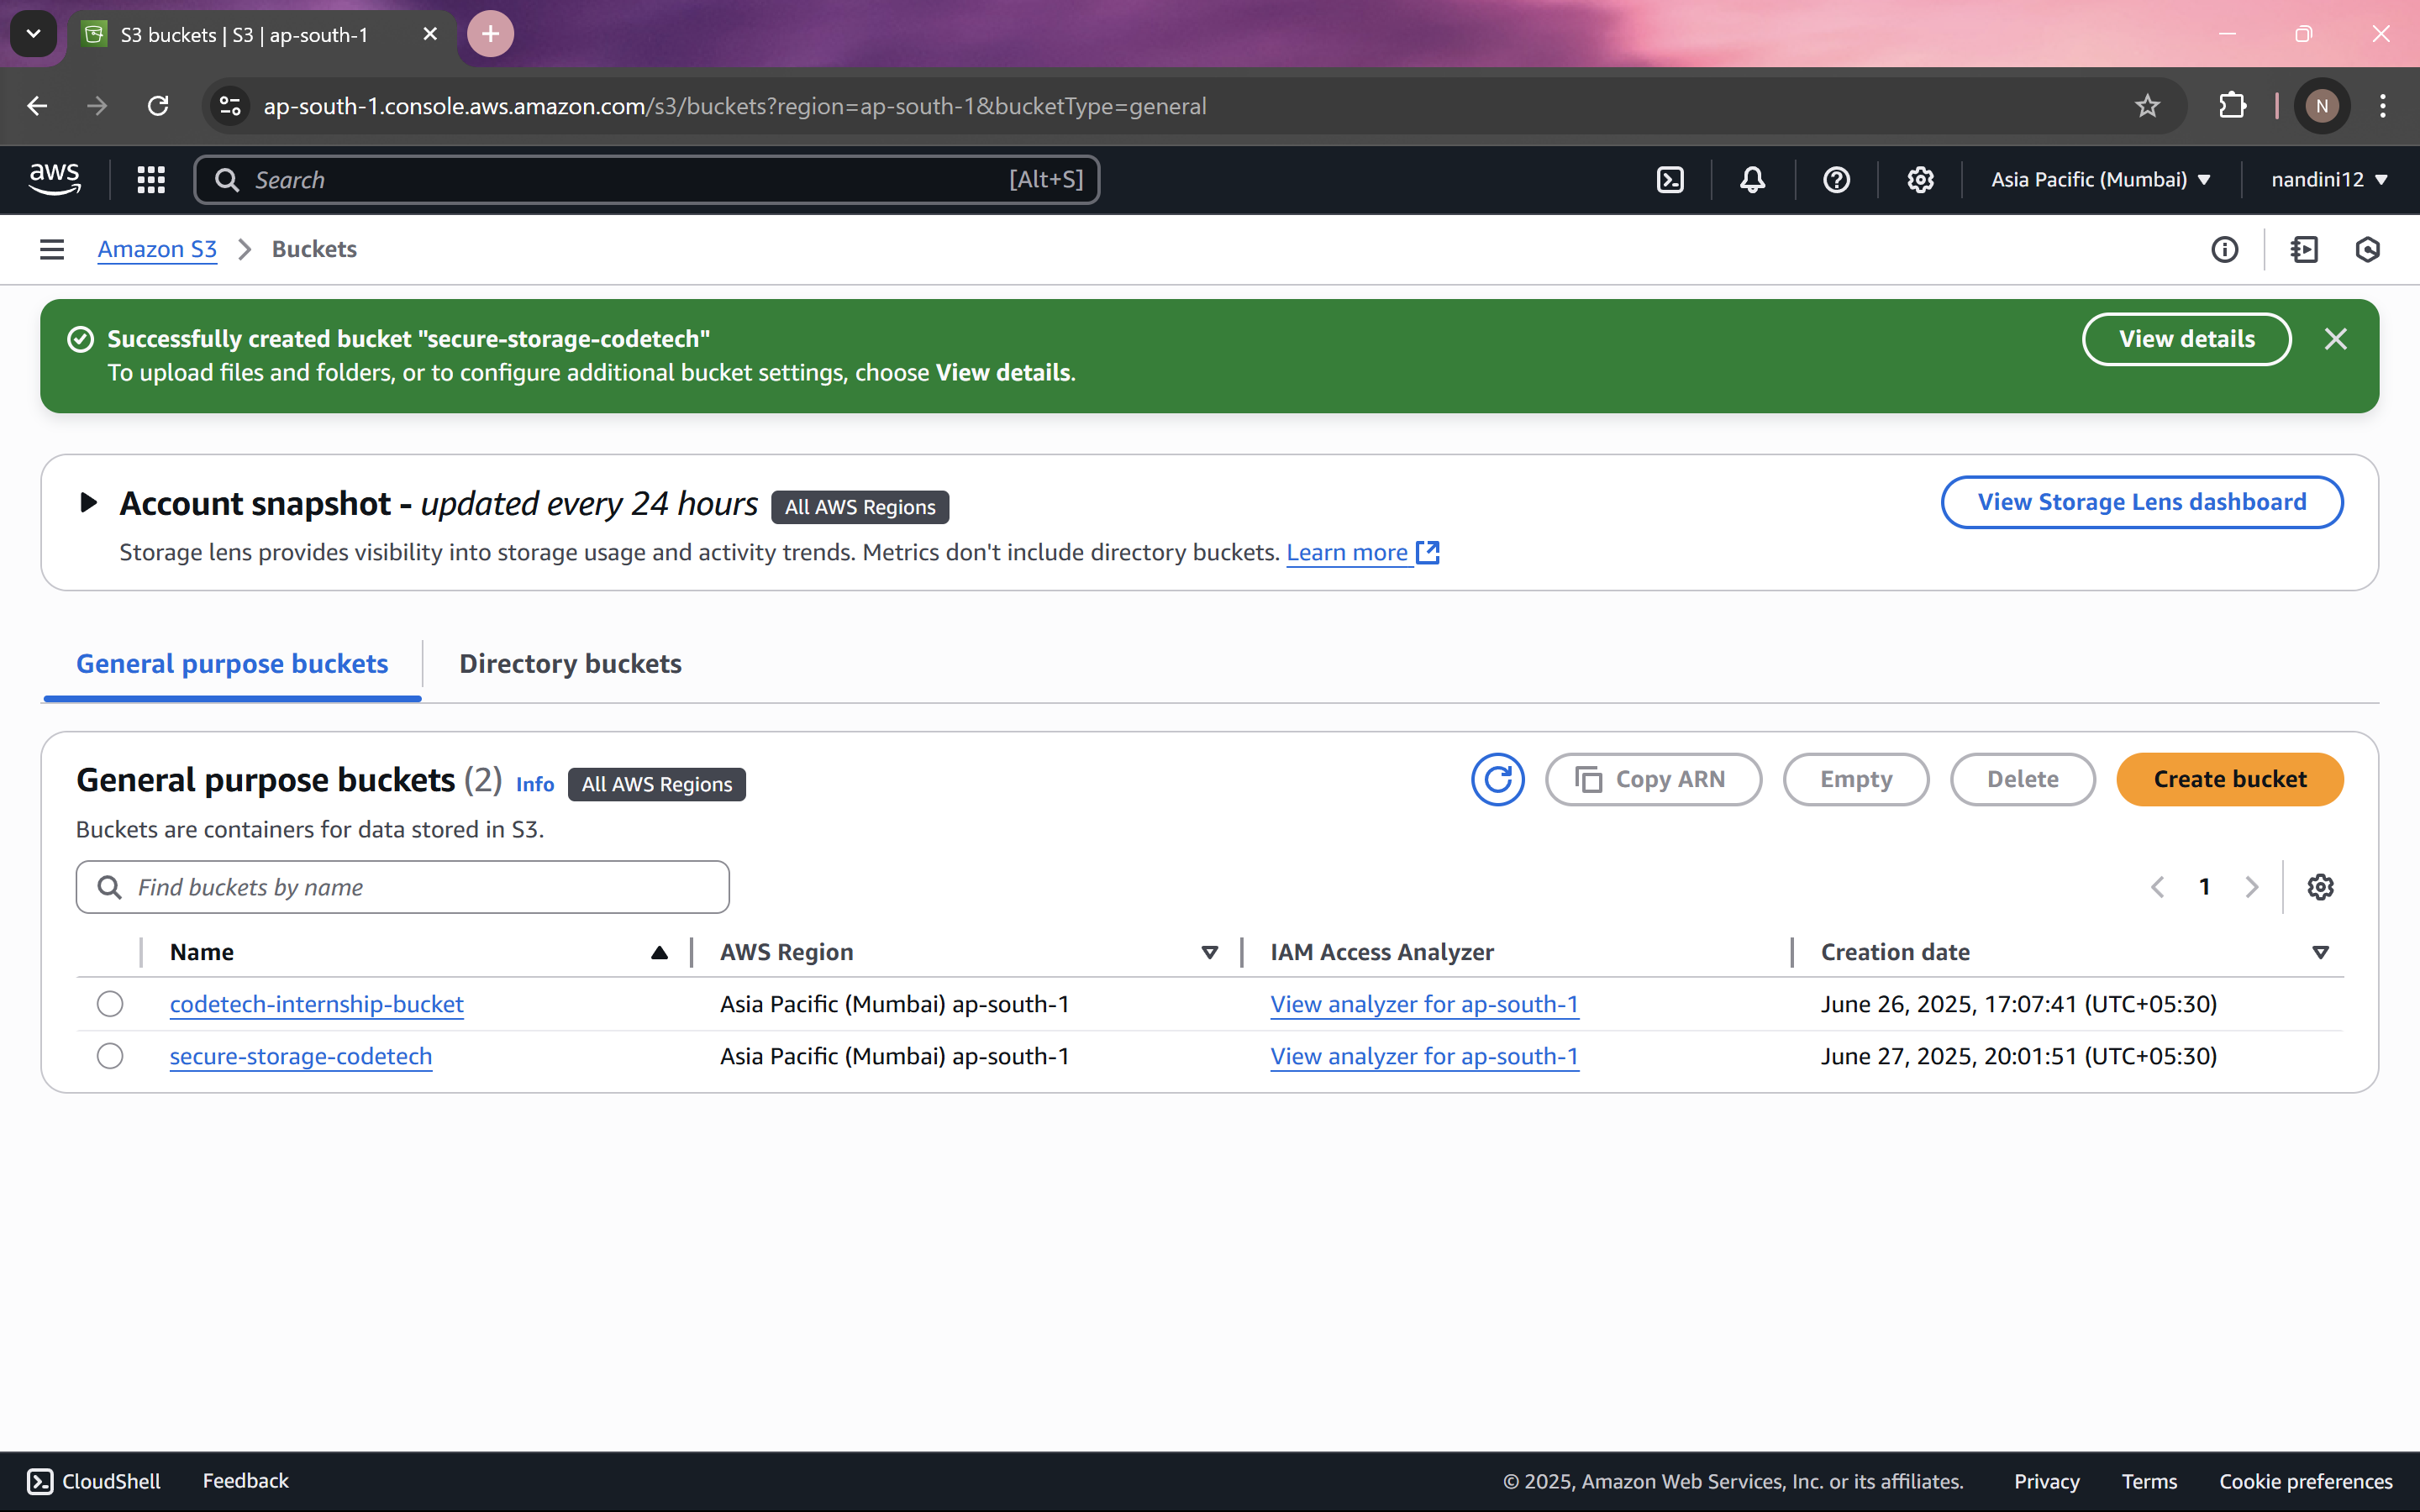 S3 buckets | S3 | ap-south-1
ap-south-1.console.aws.amazon.com/s3/buckets?region=ap-south-1&bucketType=general
N
aws
Search
[Alt+S]
Asia Pacific (Mumbai)
nandini12
Amazon S3
Buckets
Successfully created bucket "secure-storage-codetech"
To upload files and folders, or to configure additional bucket settings, choose View details.
View details
Account snapshot - updated every 24 hours
All AWS Regions
View Storage Lens dashboard
Storage lens provides visibility into storage usage and activity trends. Metrics don't include directory buckets. Learn more
General purpose buckets
Directory buckets
General purpose buckets (2)
Info
All AWS Regions
Copy ARN
Empty
Delete
Create bucket
Buckets are containers for data stored in S3.
Find buckets by name
1
Name
AWS Region
IAM Access Analyzer
Creation date
codetech-internship-bucket
Asia Pacific (Mumbai) ap-south-1
View analyzer for ap-south-1
June 26, 2025, 17:07:41 (UTC+05:30)
secure-storage-codetech
Asia Pacific (Mumbai) ap-south-1
View analyzer for ap-south-1
June 27, 2025, 20:01:51 (UTC+05:30)
CloudShell
Feedback
© 2025, Amazon Web Services, Inc. or its affiliates.
Privacy
Terms
Cookie preferences